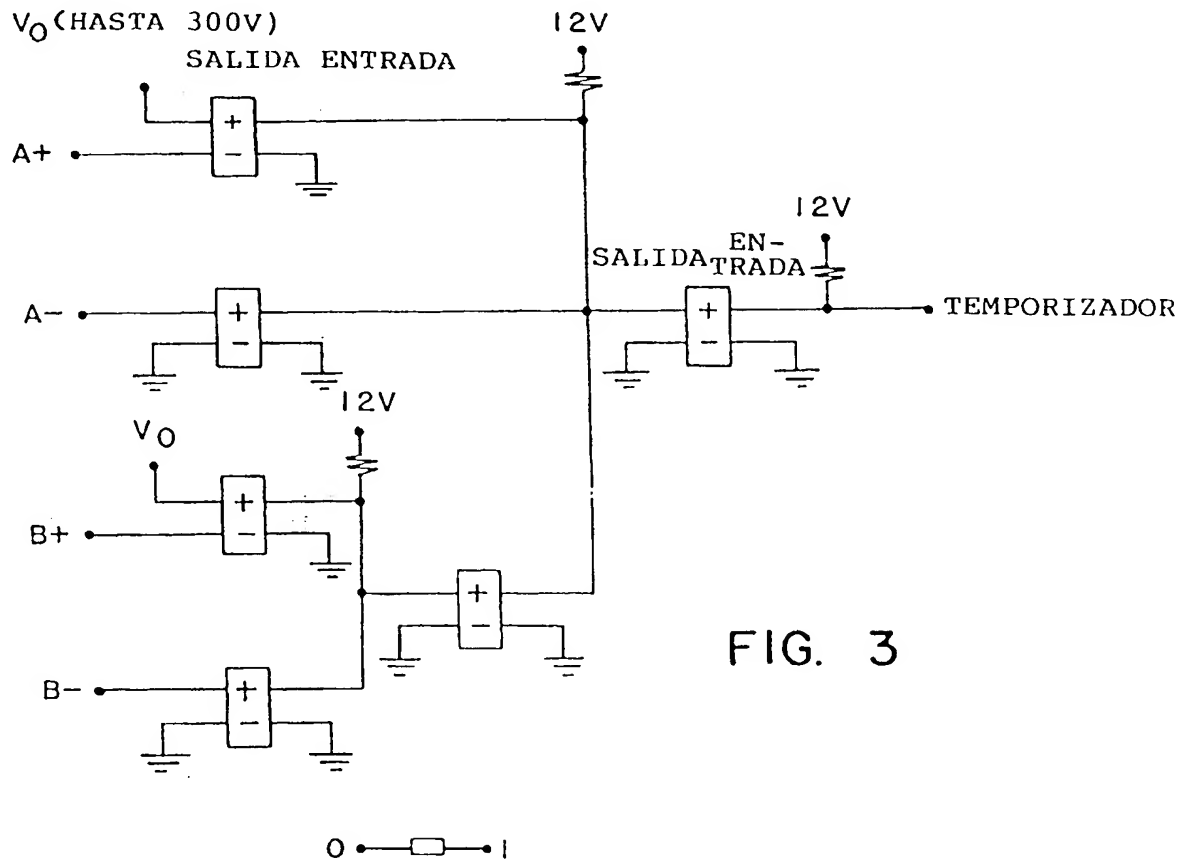 V₀ (HASTA 300V)
12V
SALIDA ENTRADA
+
A+
−
12V
SALIDA EN-
TRADA
A−
+
+
TEMPORIZADOR
−
−
12V
V₀
+
B+
−
+
−
FIG. 3
B−
+
−
0
1